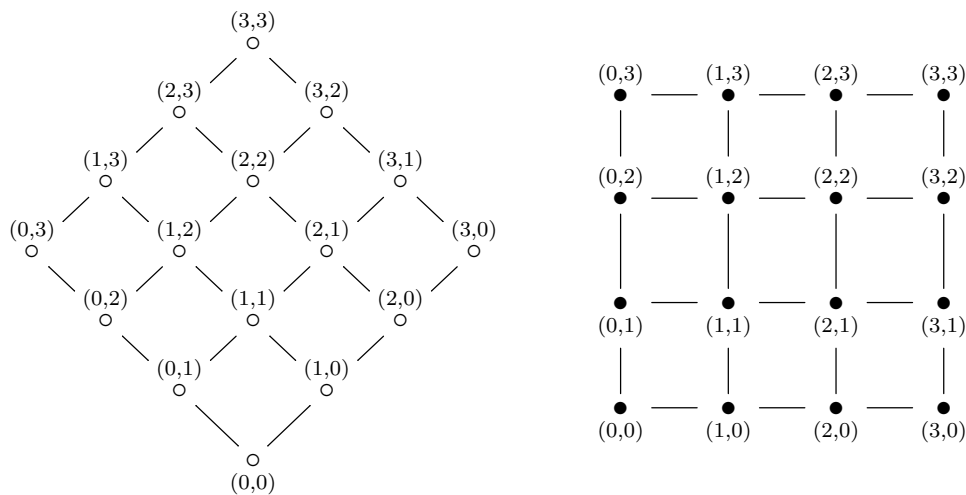 (3,3)
(2,3) (3,2)
(1,3) (2,2) (3,1)
(0,3) (1,2) (2,1) (3,0)
(0,2) (1,1) (2,0)
(0,1) (1,0)
(0,0)
(0,3) (1,3) (2,3) (3,3)
(0,2) (1,2) (2,2) (3,2)
(0,1) (1,1) (2,1) (3,1)
(0,0) (1,0) (2,0) (3,0)